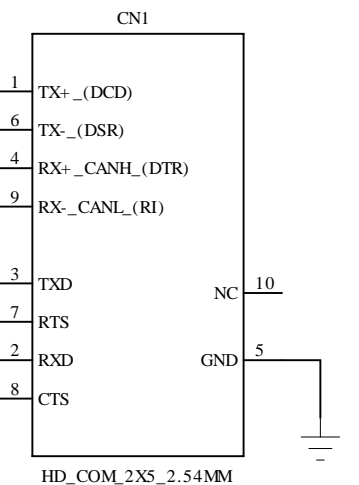 CN1
1 TX+_(DCD)
6 TX-_(DSR)
4 RX+_CANH_(DTR)
9 RX-_CANL_(RI)
3 TXD
NC 10
7 RTS
2 RXD GND 5
8 CTS
HD_COM_2X5_2.54MM